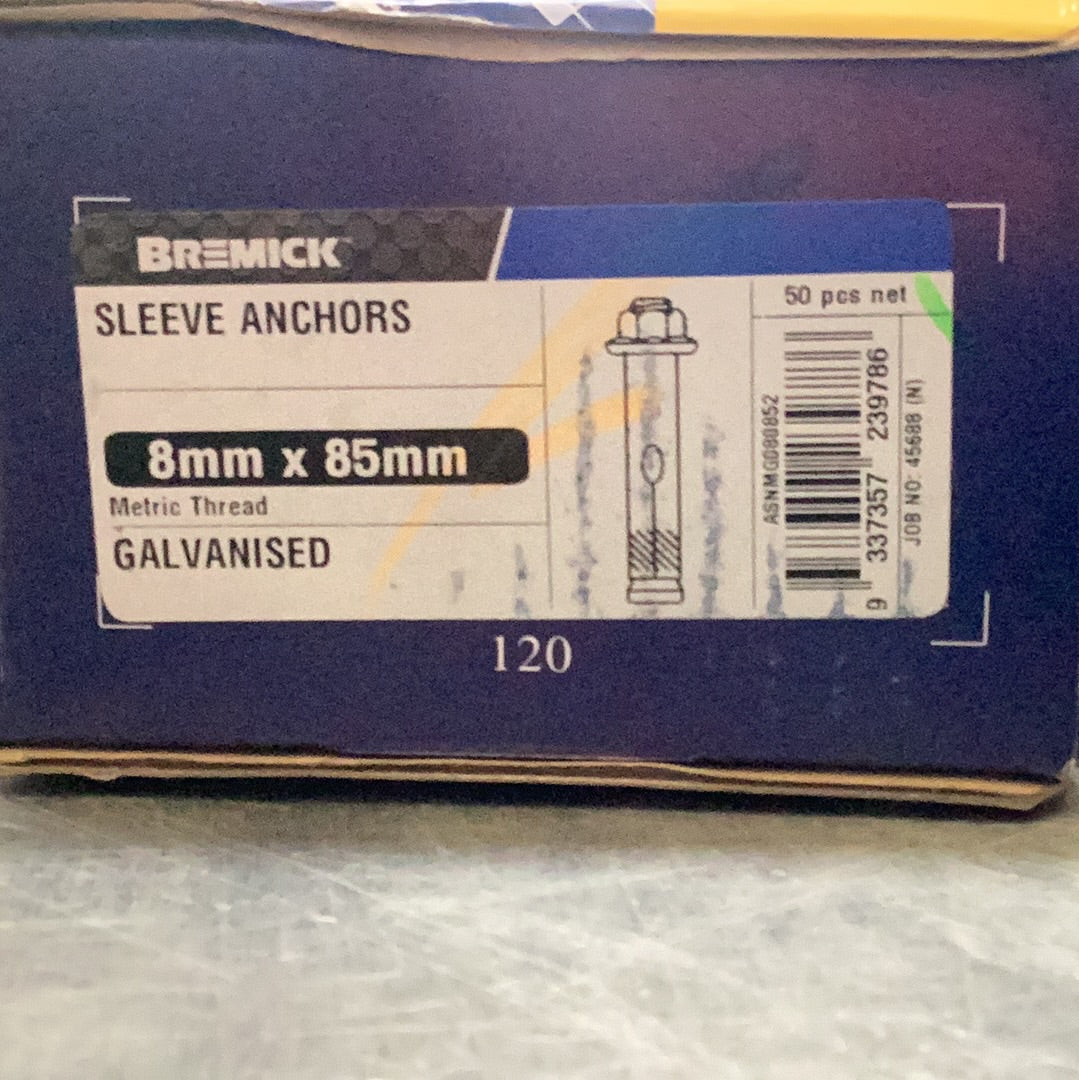 BREMICK
SLEEVE ANCHORS
8mm x 85mm
Metric Thread
GALVANISED
50 pcs net
ASNMG080852
9 337357 239786
JOB NO: 45688 (N)
120